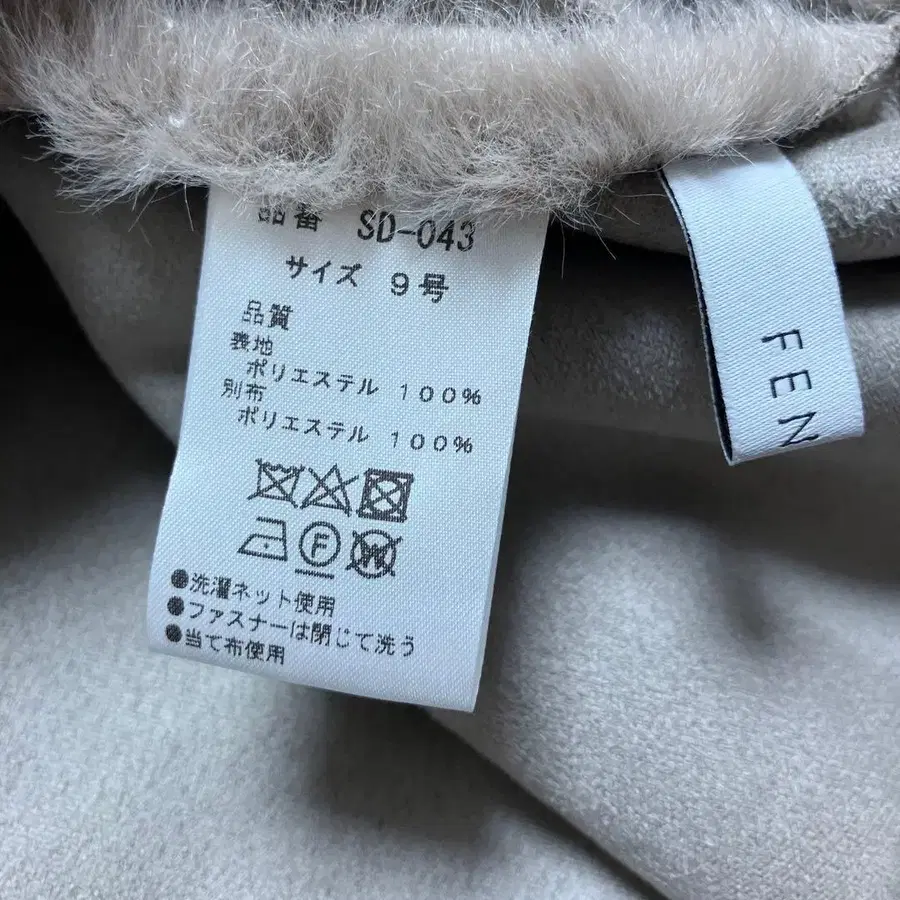 品番 SD-043
サイズ 9号
品質
表地
ポリエステル 100%
別布
ポリエステル 100%
F
W
●洗濯ネット使用
●ファスナーは閉じて洗う
●当て布使用
FEN